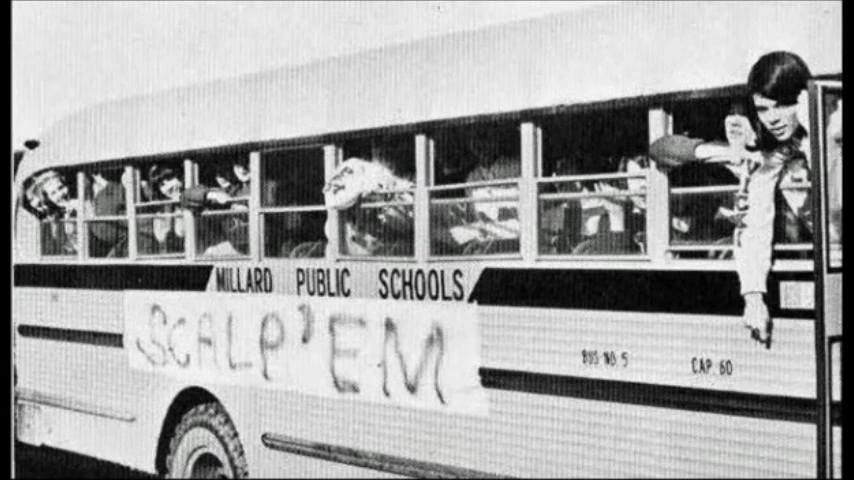 MILLARD PUBLIC SCHOOLS
SCALP 'EM
BUS NO. 5
CAP. 60